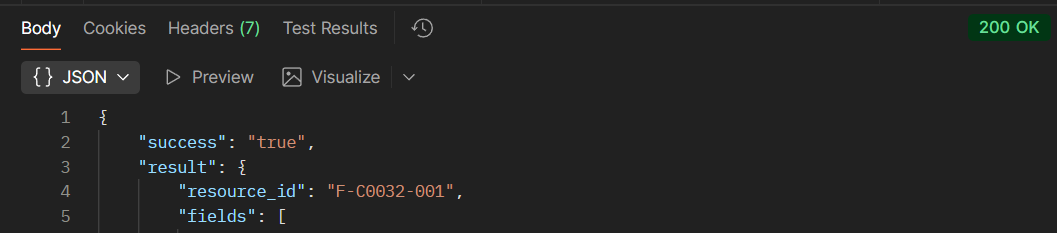 Body Cookies Headers (7) Test Results 200 OK
{} JSON Preview Visualize
1 {
2 "success": "true",
3 "result": {
4 "resource_id": "F-C0032-001",
5 "fields": [